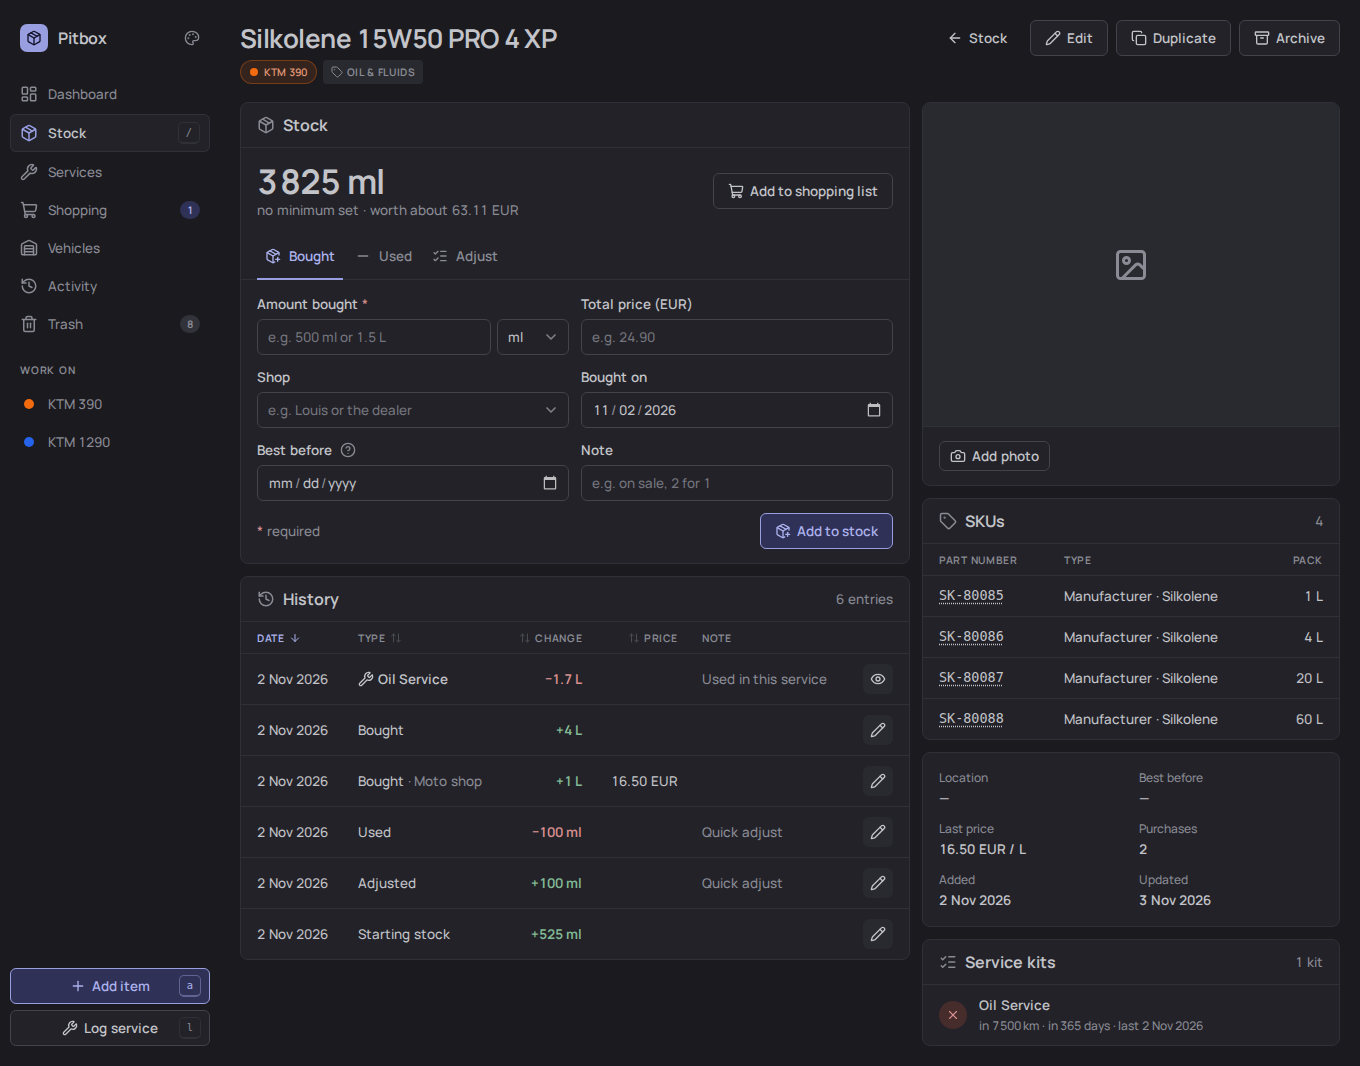 Pitbox
Dashboard
Stock /
Services
Shopping 1
Vehicles
Activity
Trash 8
WORK ON
KTM 390
KTM 1290
Add item a
Log service l
Silkolene 15W50 PRO 4 XP
KTM 390 OIL & FLUIDS
Stock Edit Duplicate Archive
Stock
3 825 ml
no minimum set · worth about 63.11 EUR
Add to shopping list
Bought Used Adjust
Amount bought * Total price (EUR)
e.g. 500 ml or 1.5 L ml e.g. 24.90
Shop Bought on
e.g. Louis or the dealer 11 / 02 / 2026
Best before Note
mm / dd / yyyy e.g. on sale, 2 for 1
* required Add to stock
History 6 entries
DATE TYPE CHANGE PRICE NOTE
2 Nov 2026 Oil Service −1.7 L Used in this service
2 Nov 2026 Bought +4 L
2 Nov 2026 Bought · Moto shop +1 L 16.50 EUR
2 Nov 2026 Used −100 ml Quick adjust
2 Nov 2026 Adjusted +100 ml Quick adjust
2 Nov 2026 Starting stock +525 ml
Add photo
SKUs 4
PART NUMBER TYPE PACK
SK-80085 Manufacturer · Silkolene 1 L
SK-80086 Manufacturer · Silkolene 4 L
SK-80087 Manufacturer · Silkolene 20 L
SK-80088 Manufacturer · Silkolene 60 L
Location Best before
— —
Last price Purchases
16.50 EUR / L 2
Added Updated
2 Nov 2026 3 Nov 2026
Service kits 1 kit
Oil Service
in 7 500 km · in 365 days · last 2 Nov 2026